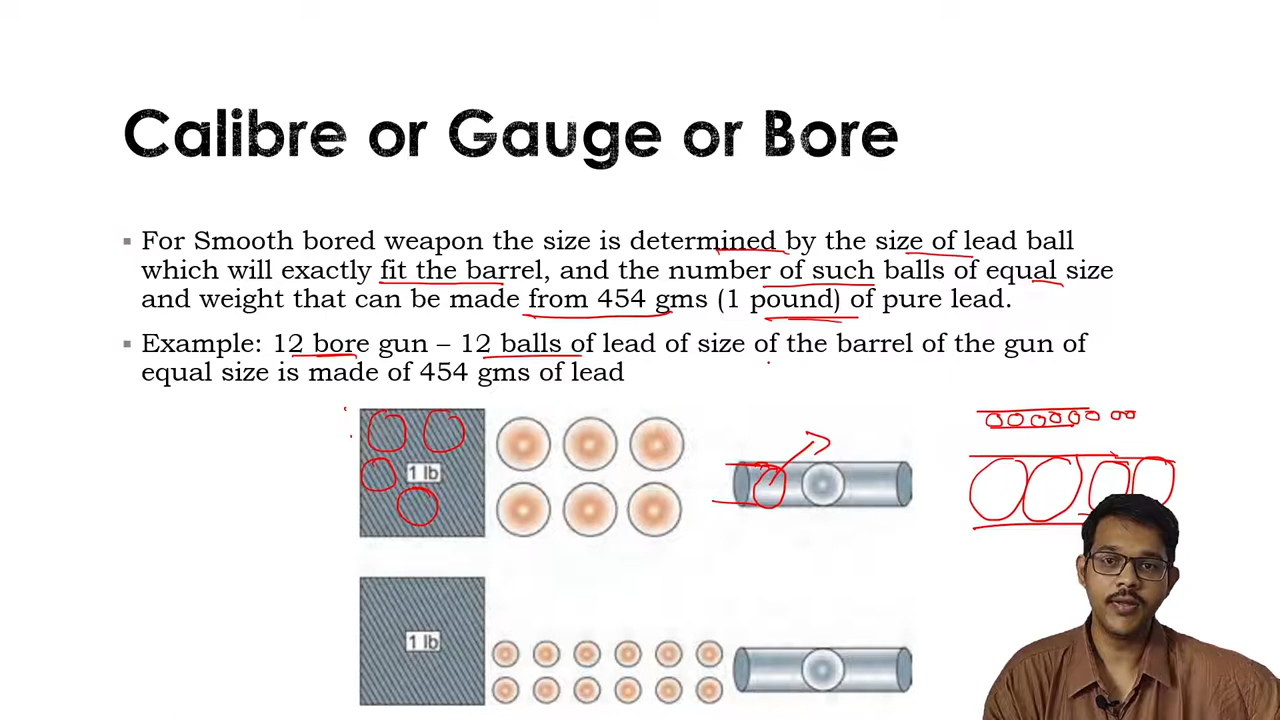 Calibre or Gauge or Bore
▪ For Smooth bored weapon the size is determined by the size of lead ball
which will exactly fit the barrel, and the number of such balls of equal size
and weight that can be made from 454 gms (1 pound) of pure lead.
▪ Example: 12 bore gun – 12 balls of lead of size of the barrel of the gun of
equal size is made of 454 gms of lead
1 lb
1 lb